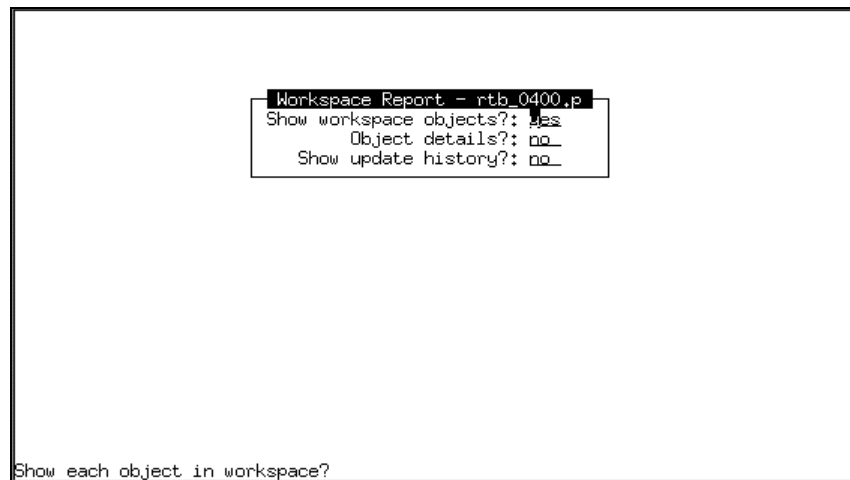 Workspace Report - rtb_0400.p
Show workspace objects?: yes
Object details?: no
Show update history?: no
Show each object in workspace?